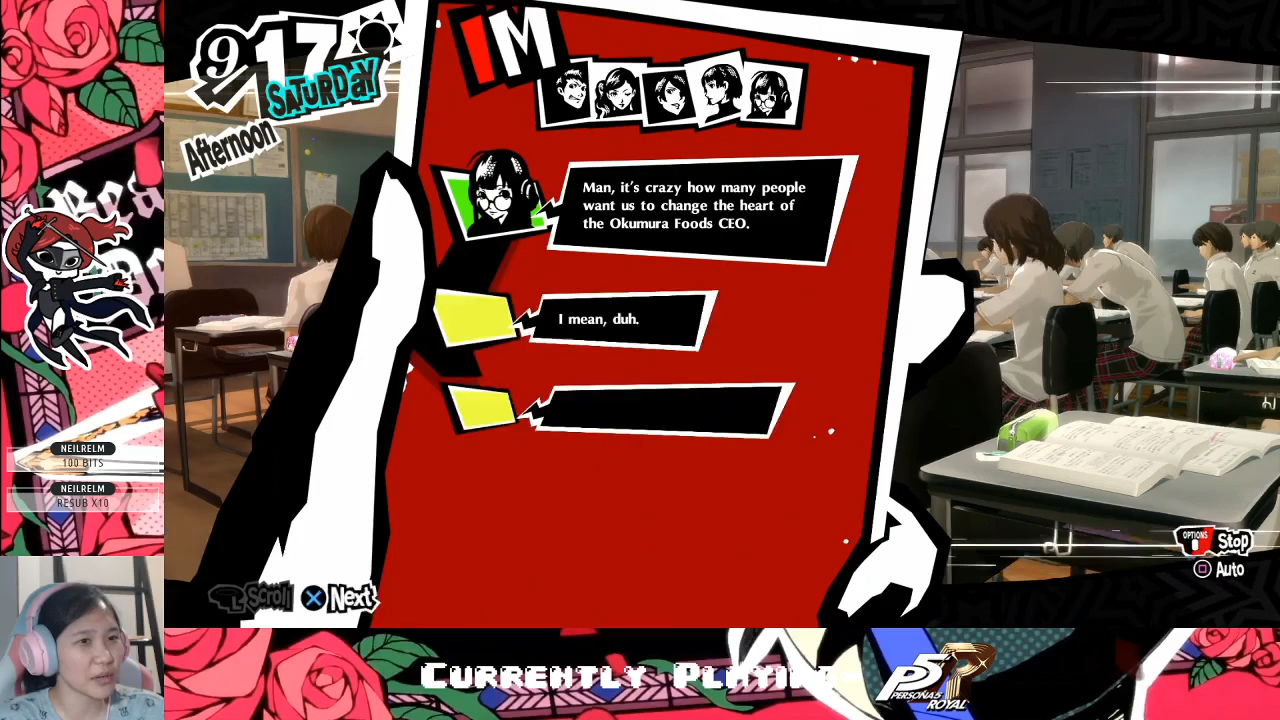 9/17
SATURDAY
Afternoon
IM
Man, it's crazy how many people
want us to change the heart of
the Okumura Foods CEO.
I mean, duh.
NEILRELM
100 BITS
NEILRELM
RESUB X10
OPTIONS
Stop
Auto
L Scroll
Next
CURRENTLY PLAYING
P5R
PERSONA5
ROYAL